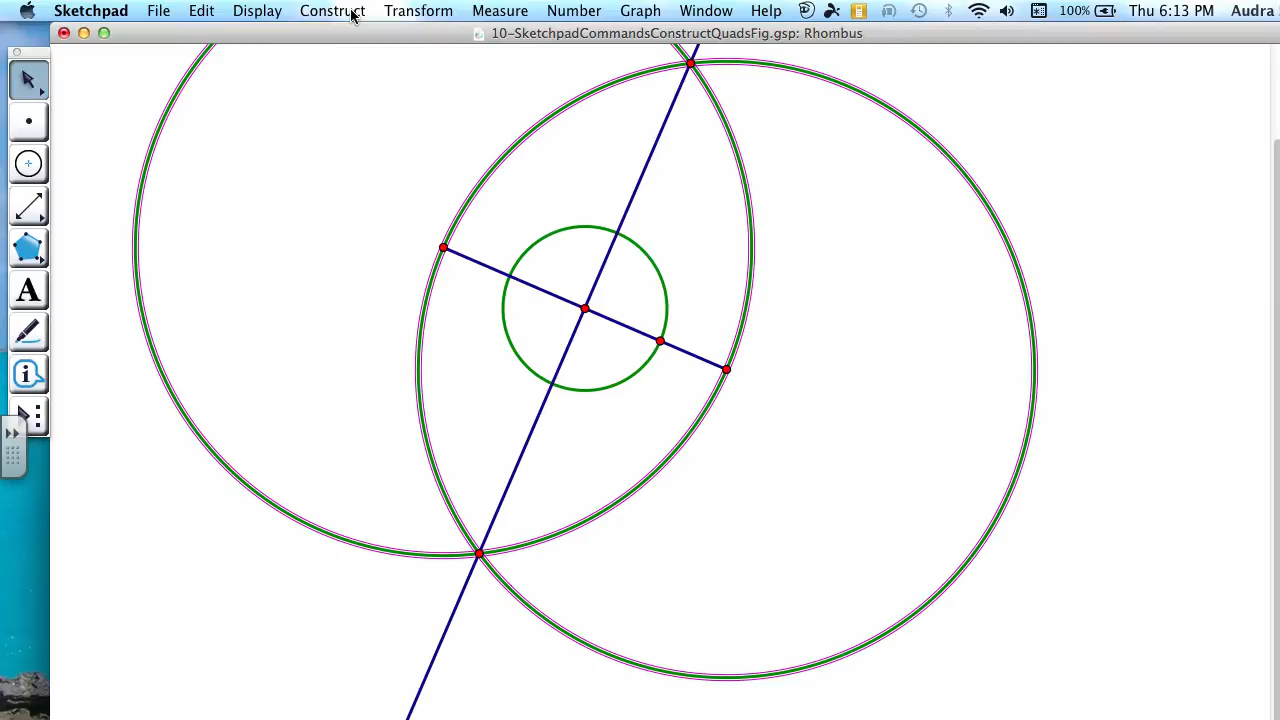 Sketchpad File Edit Display Construct Transform Measure Number Graph Window Help 100% Thu 6:13 PM Audra
10-SketchpadCommandsConstructQuadsFig.gsp: Rhombus
A
i